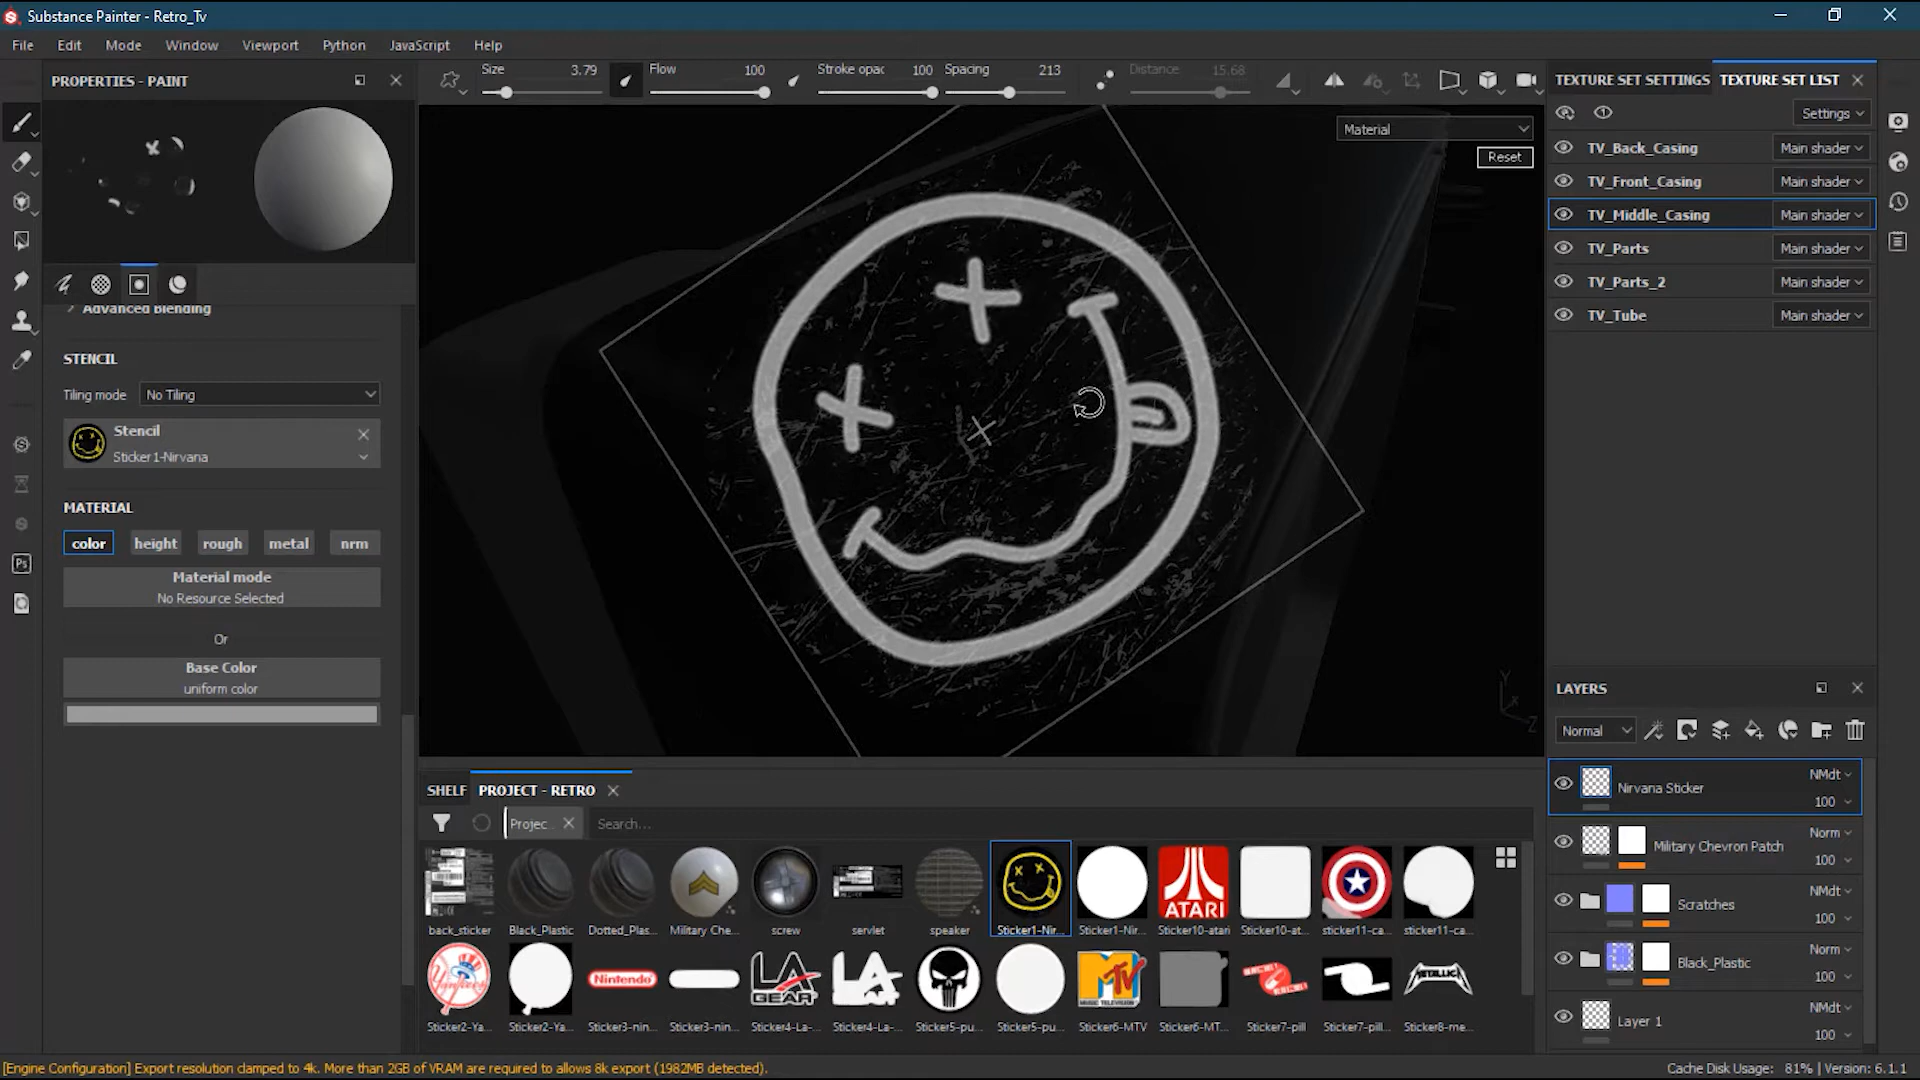 Substance Painter - Retro_Tv
File Edit Mode Window Viewport Python JavaScript Help
PROPERTIES - PAINT
Size 3.79 Flow 100 Stroke opac 100 Spacing 213 Distance 15.68
TEXTURE SET SETTINGS TEXTURE SET LIST
Settings
Material
Reset
TV_Back_Casing Main shader
TV_Front_Casing Main shader
TV_Middle_Casing Main shader
TV_Parts Main shader
TV_Parts_2 Main shader
TV_Tube Main shader
Advanced Blending
STENCIL
Tiling mode No Tiling
Stencil
Sticker1-Nirvana
MATERIAL
color height rough metal nrm
Material mode
No Resource Selected
Or
Base Color
uniform color
Ps
Y
X
Z
LAYERS
Normal
Nirvana Sticker NMdt 100
Military Chevron Patch Norm 100
Scratches NMdt 100
Black_Plastic Norm 100
Layer 1 NMdt 100
SHELF PROJECT - RETRO
Projec Search...
ATARI
back_sticker Black_Plastic Dotted_Plas... Military Che... screw servlet speaker Sticker1-Nir... Sticker1-Nir... Sticker10-atari Sticker10-at... sticker11-ca... sticker11-ca...
Yankees Nintendo LA GEAR LA MTV MUSIC TELEVISION METALLICA
Sticker2-Ya... Sticker2-Ya... Sticker3-nin... Sticker3-nin... Sticker4-La-... Sticker4-La-... Sticker5-pu... Sticker5-pu... Sticker6-MTV Sticker6-MT... Sticker7-pill Sticker7-pill... Sticker8-me...
[Engine Configuration] Export resolution clamped to 4k. More than 2GB of VRAM are required to allows 8k export (1982MB detected).
Cache Disk Usage: 81% | Version: 6.1.1